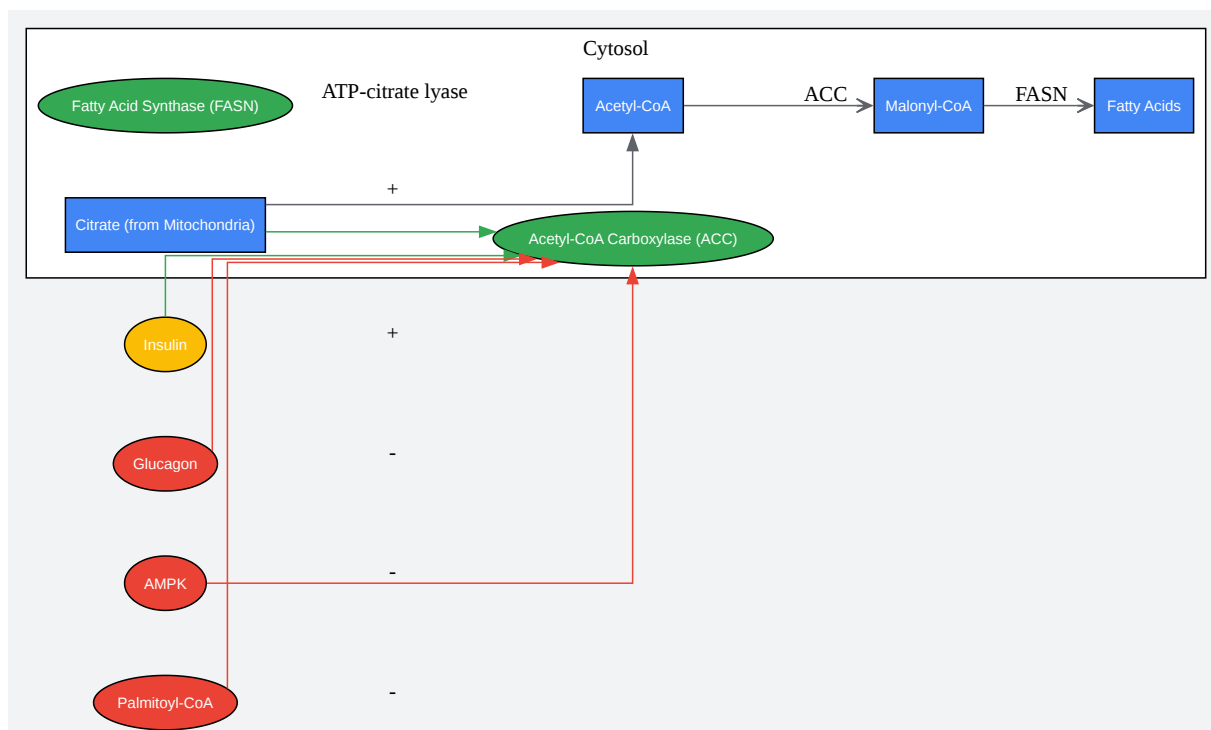 Cytosol
Fatty Acid Synthase (FASN)
ATP-citrate lyase
Acetyl-CoA
ACC
Malonyl-CoA
FASN
Fatty Acids
+
Citrate (from Mitochondria)
Acetyl-CoA Carboxylase (ACC)
+
Insulin
-
Glucagon
-
AMPK
-
Palmitoyl-CoA